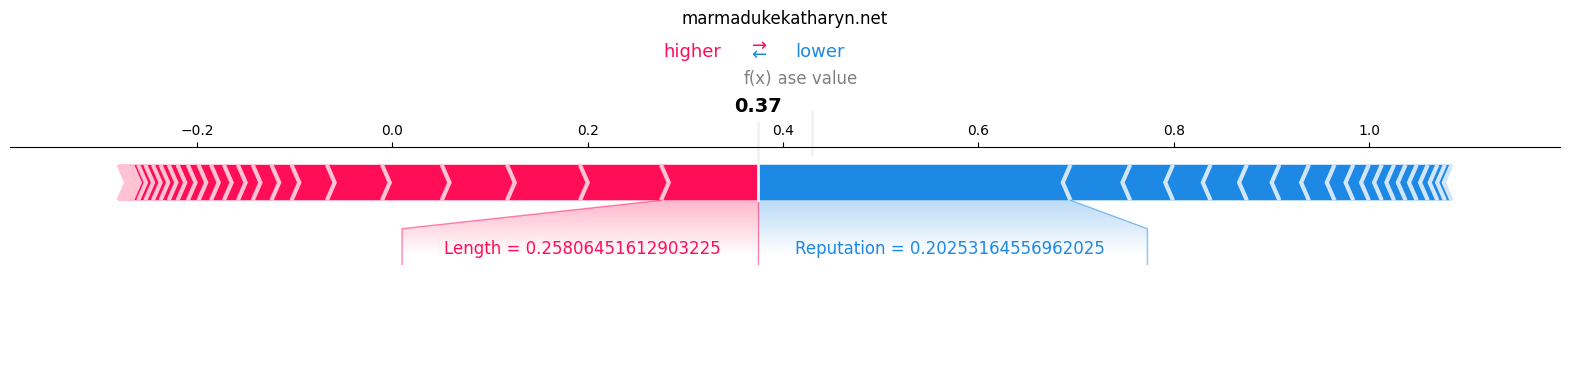 marmadukekatharyn.net
higher ⇄ lower
f(x) ase value
0.37
−0.2 0.0 0.2 0.4 0.6 0.8 1.0
Length = 0.25806451612903225 Reputation = 0.20253164556962025